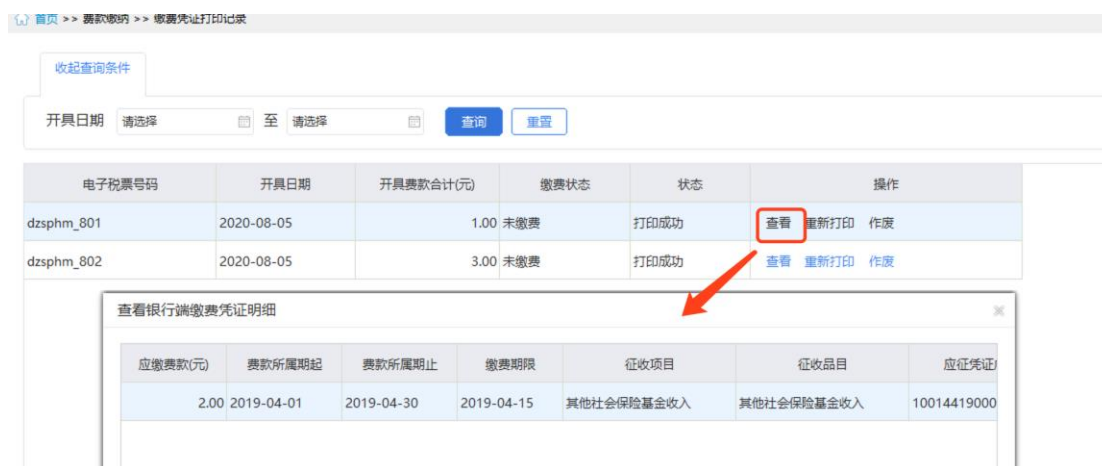 首页 >> 费款缴纳 >> 缴费凭证打印记录
收起查询条件
开具日期 请选择 至 请选择 查询 重置
电子税票号码 开具日期 开具费款合计(元) 缴费状态 状态 操作
dzsphm_801 2020-08-05 1.00 未缴费 打印成功 查看 重新打印 作废
dzsphm_802 2020-08-05 3.00 未缴费 打印成功 查看 重新打印 作废
查看银行端缴费凭证明细
应缴费款(元) 费款所属期起 费款所属期止 缴费期限 征收项目 征收品目 应征凭证
2.00 2019-04-01 2019-04-30 2019-04-15 其他社会保险基金收入 其他社会保险基金收入 10014419000